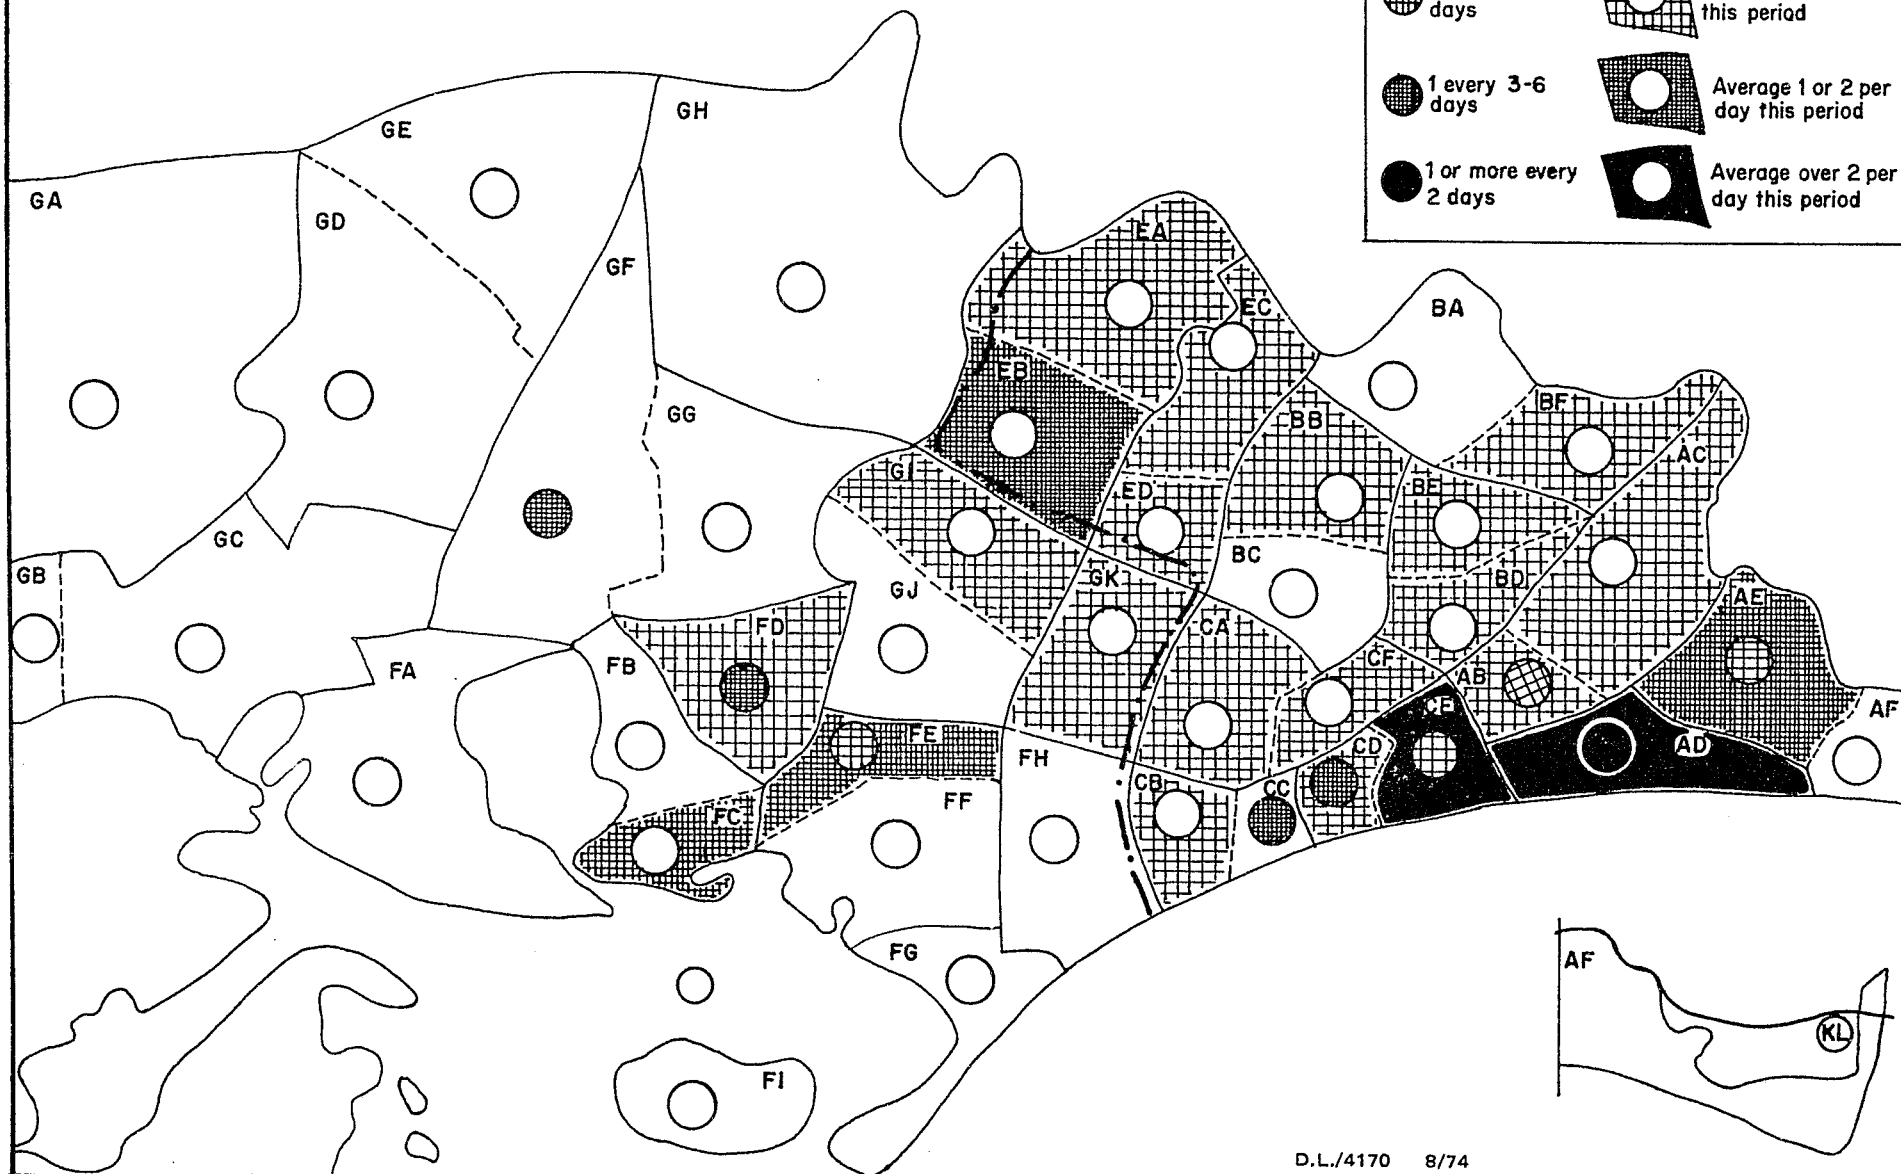 days
this period
1 every 3-6
days
Average 1 or 2 per
day this period
1 or more every
2 days
Average over 2 per
day this period
GE
GH
GA
GD
GF
EA
EC
BA
EB
GG
BB
BF
AC
GI
ED
BE
GC
BC
GB
BD
GK
GJ
AE
FD
CA
FA
FB
CF
AB
CE
AF
FE
CD
AD
FH
CB
CC
FF
FC
FG
AF
KL
FI
D.L./4170 8/74